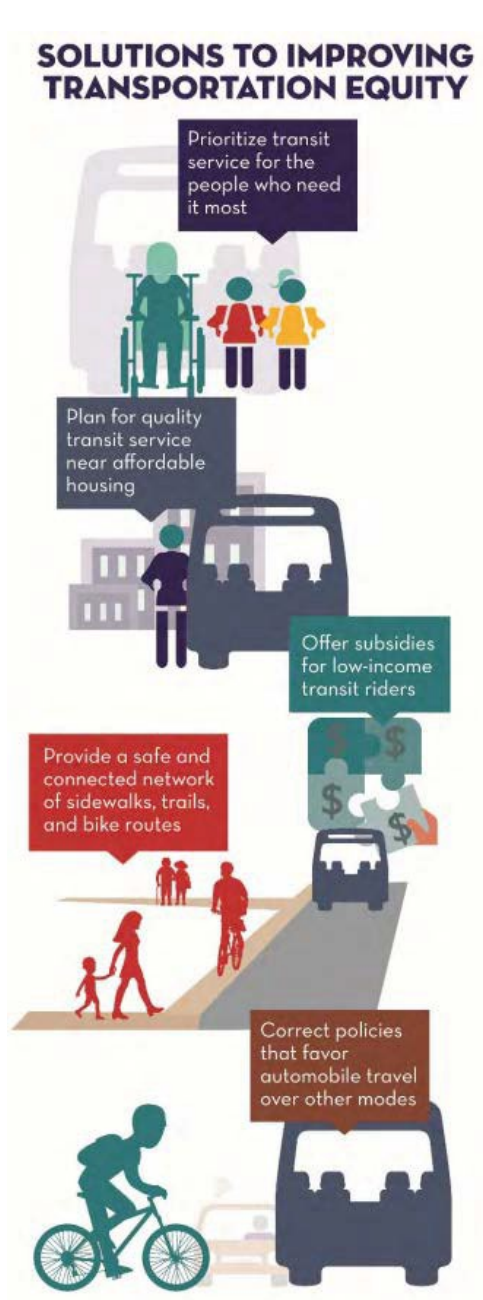 SOLUTIONS TO IMPROVING
TRANSPORTATION EQUITY
Prioritize transit
service for the
people who need
it most
Plan for quality
transit service
near affordable
housing
Offer subsidies
for low-income
transit riders
$
$
$
$
Provide a safe and
connected network
of sidewalks, trails,
and bike routes
Correct policies
that favor
automobile travel
over other modes